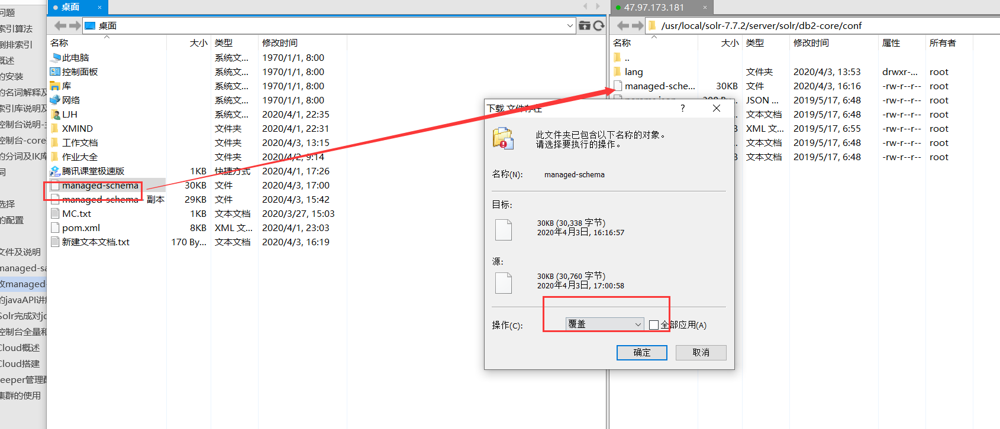 问题
索引算法
到排索引
概述
的安装
的名词解释及
索引库说明及
控制台说明-
控制台-core
的分词及IK库
词
选择
的配置
文件及说明
managed-sa
改managed-
的javaAPI讲解
Solr完成对jd
控制台全量和
Cloud概述
Cloud搭建
eeper管理配
集群的使用
桌面 ×
桌面
名称 大小 类型 修改时间
此电脑 系统文... 1970/1/1, 8:00
控制面板 系统文... 1970/1/1, 8:00
库 系统文... 1970/1/1, 8:00
网络 系统文... 1970/1/1, 8:00
LJH 系统文... 2020/4/1, 22:35
XMIND 文件夹 2020/4/1, 22:31
工作文档 文件夹 2020/4/3, 13:15
作业大全 文件夹 2020/4/2, 9:14
腾讯课堂极速版 1KB 快捷方式 2020/4/1, 17:26
managed-schema 30KB 文件 2020/4/3, 17:00
managed-schema - 副本 29KB 文件 2020/4/3, 15:42
MC.txt 1KB 文本文档 2020/3/27, 15:03
pom.xml 8KB XML 文... 2020/4/1, 23:03
新建文本文档.txt 170 By... 文本文档 2020/4/3, 16:19
47.97.173.181 ×
/usr/local/solr-7.7.2/server/solr/db2-core/conf
名称 大小 类型 修改时间 属性 所有者
..
lang 文件夹 2020/4/3, 13:53 drwxr-... root
managed-sche... 30KB 文件 2020/4/3, 16:16 -rw-r--r-- root
JSON ... 2019/5/17, 6:48 -rw-r--r-- root
文本文档 2019/5/17, 6:48 -rw-r--r-- root
B XML 文... 2019/5/17, 6:55 -rw-r--r-- root
文本文档 2019/5/17, 6:48 -rw-r--r-- root
B 文本文档 2019/5/17, 6:48 -rw-r--r-- root
下载 文件存在 ?
此文件夹已包含以下名称的对象。
请选择要执行的操作。
名称(N): managed-schema
目标:
30KB (30,338 字节)
2020年4月3日, 16:16:57
源:
30KB (30,760 字节)
2020年4月3日, 17:00:58
操作(C): 覆盖 全部应用(A)
确定 取消